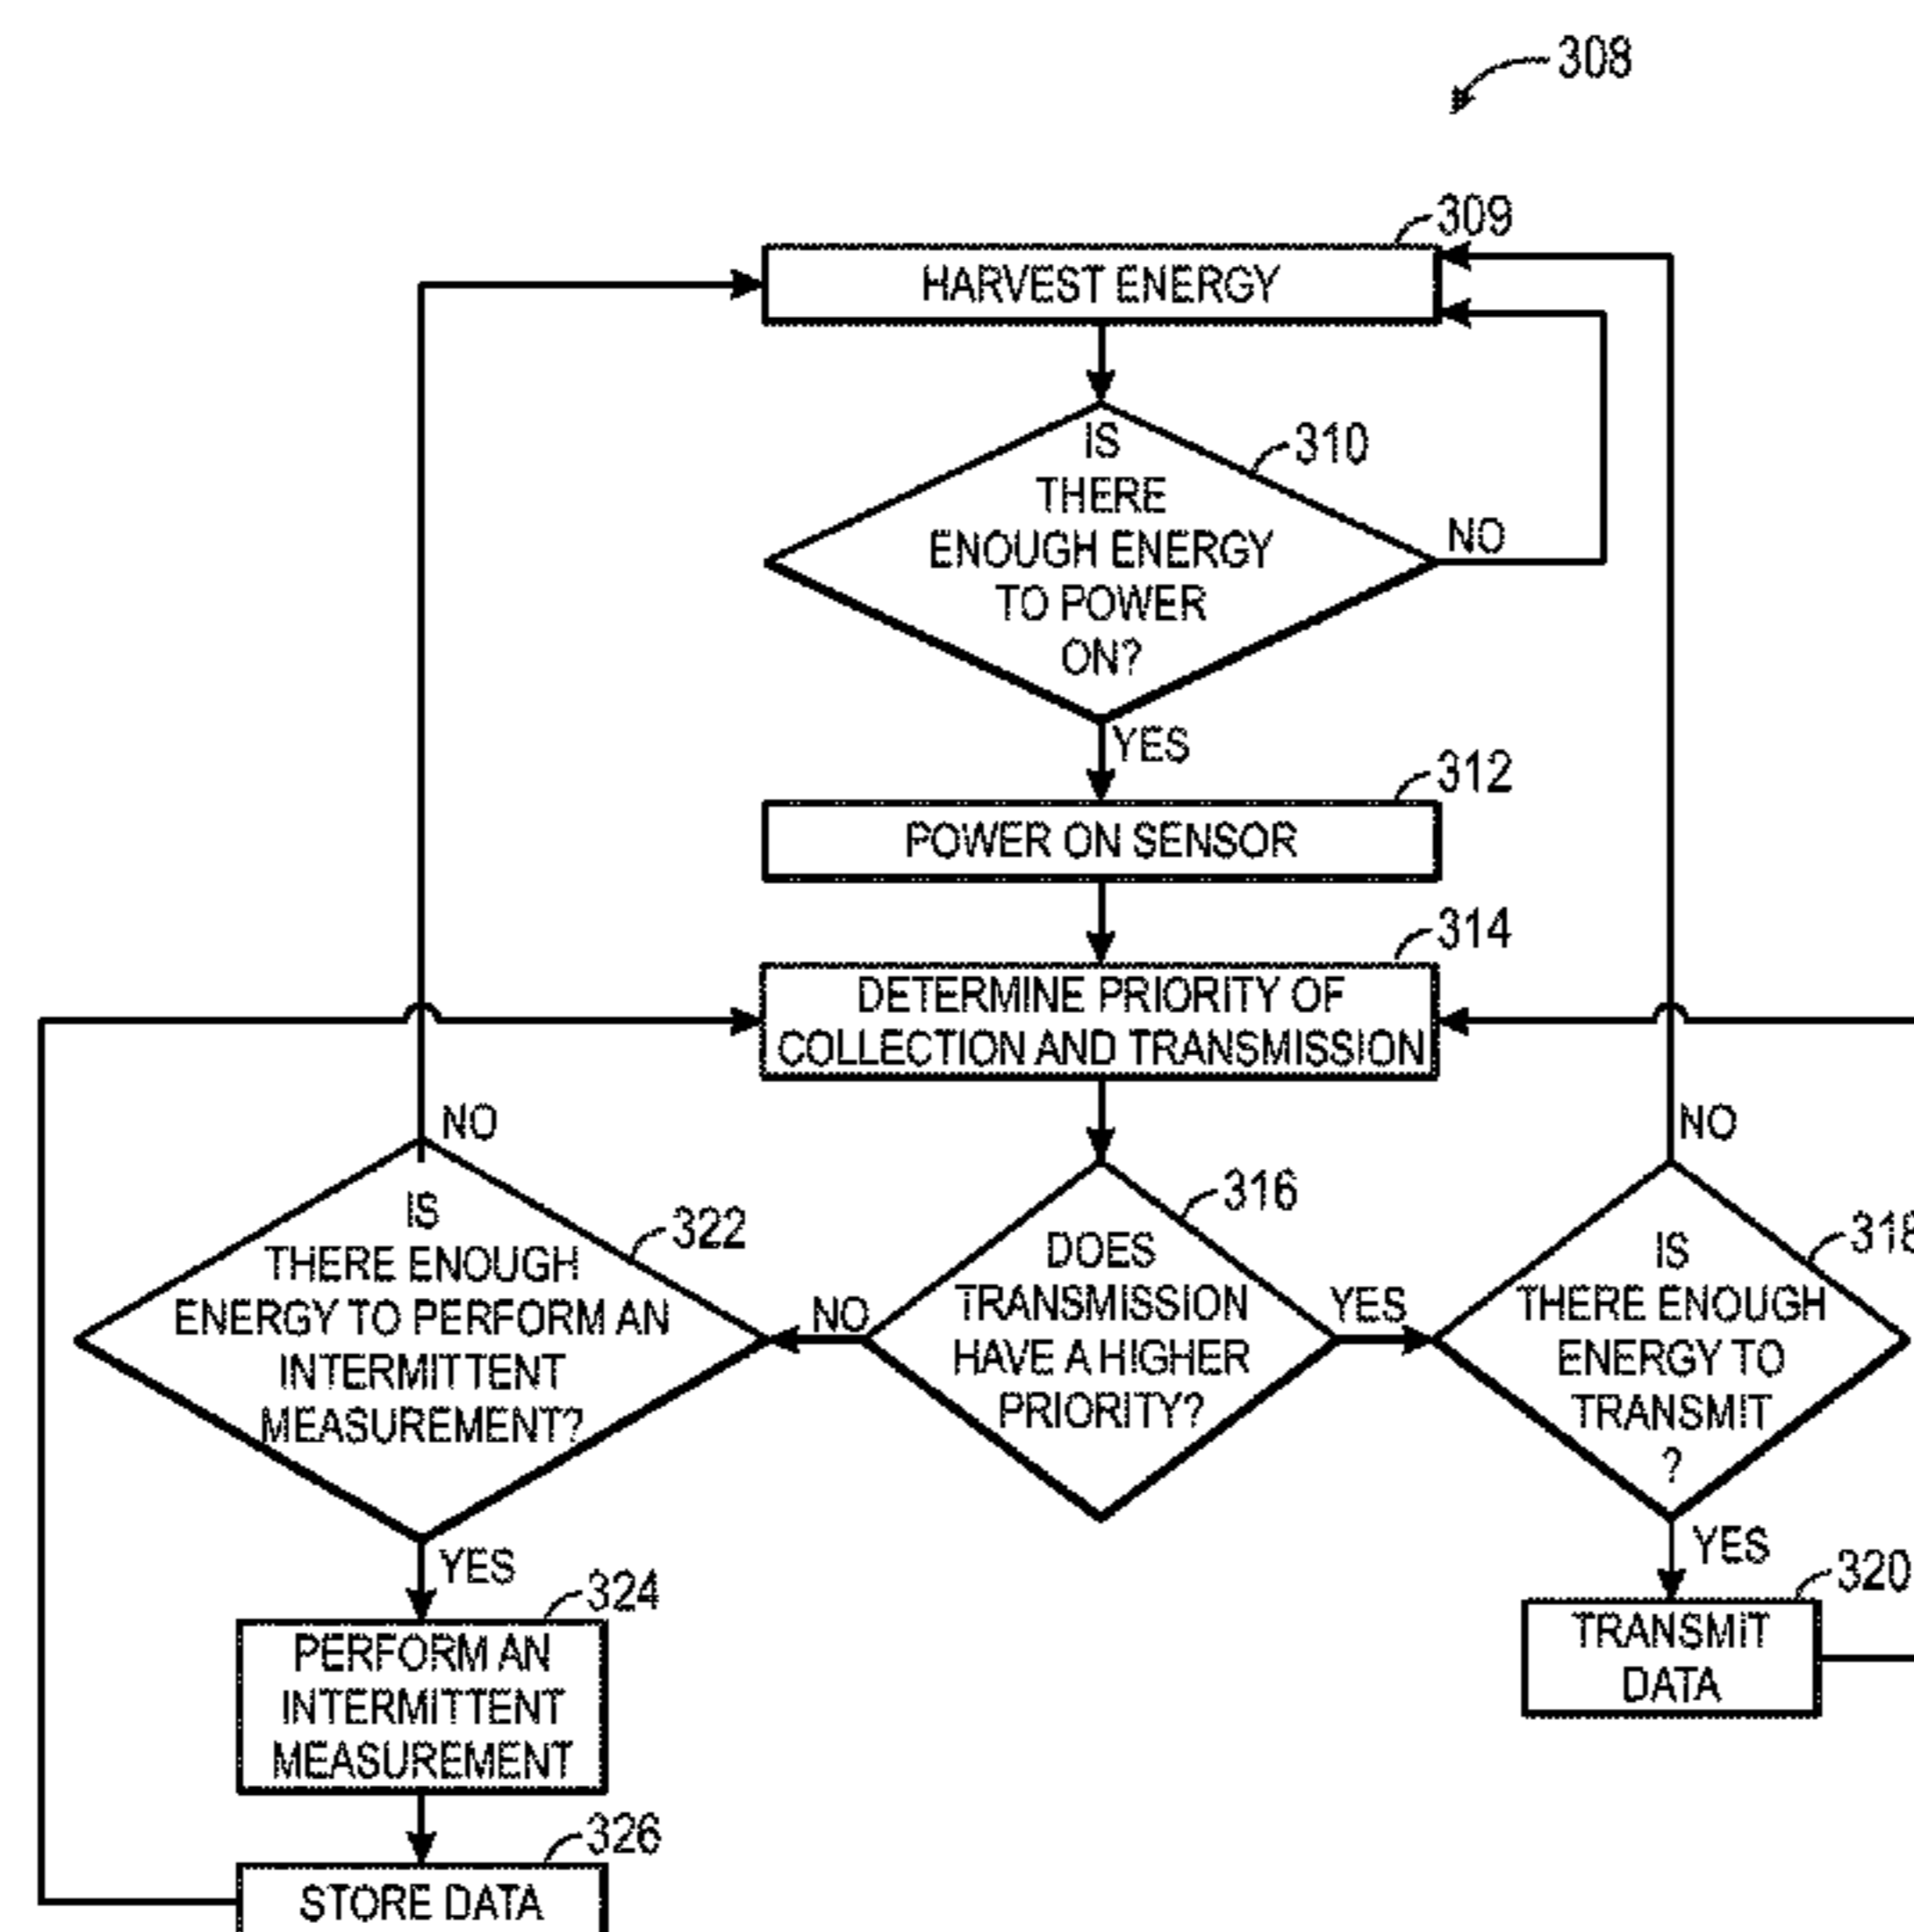 308
309
HARVEST ENERGY
310
IS
THERE
ENOUGH ENERGY
TO POWER
ON?
NO
YES
312
POWER ON SENSOR
314
DETERMINE PRIORITY OF
COLLECTION AND TRANSMISSION
NO
322
IS
THERE ENOUGH
ENERGY TO PERFORM AN
INTERMITTENT
MEASUREMENT?
NO
316
DOES
TRANSMISSION
HAVE A HIGHER
PRIORITY?
YES
NO
318
IS
THERE ENOUGH
ENERGY TO
TRANSMIT
?
YES
324
PERFORM AN
INTERMITTENT
MEASUREMENT
YES
320
TRANSMIT
DATA
326
STORE DATA